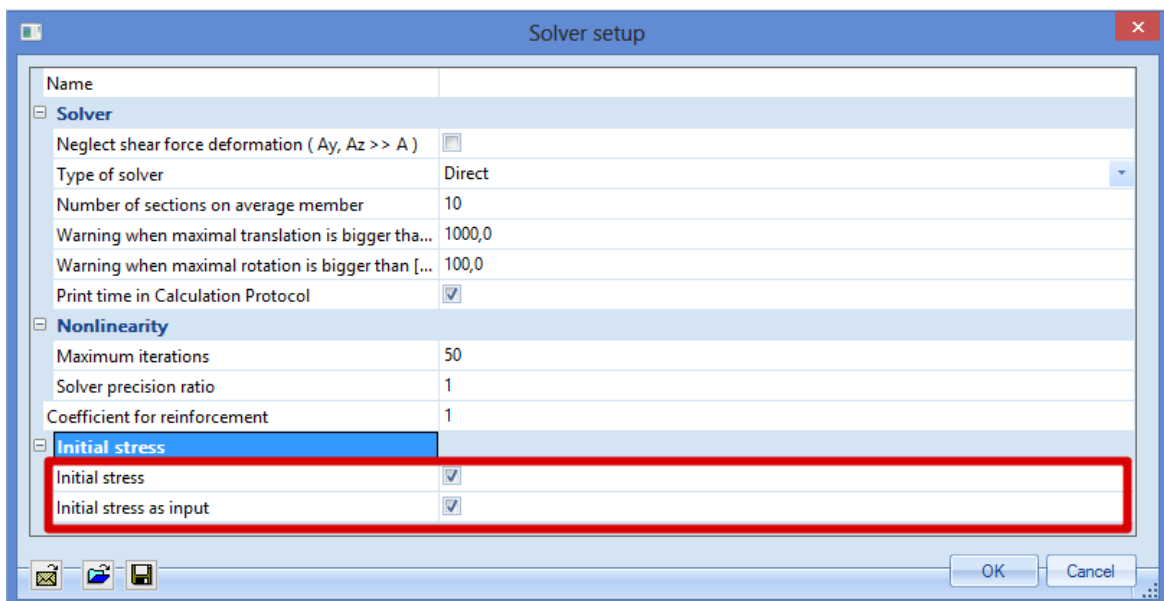 Solver setup
Name
Solver
Neglect shear force deformation ( Ay, Az >> A )
Type of solver Direct
Number of sections on average member 10
Warning when maximal translation is bigger tha... 1000,0
Warning when maximal rotation is bigger than [... 100,0
Print time in Calculation Protocol
Nonlinearity
Maximum iterations 50
Solver precision ratio 1
Coefficient for reinforcement 1
Initial stress
Initial stress
Initial stress as input
OK Cancel